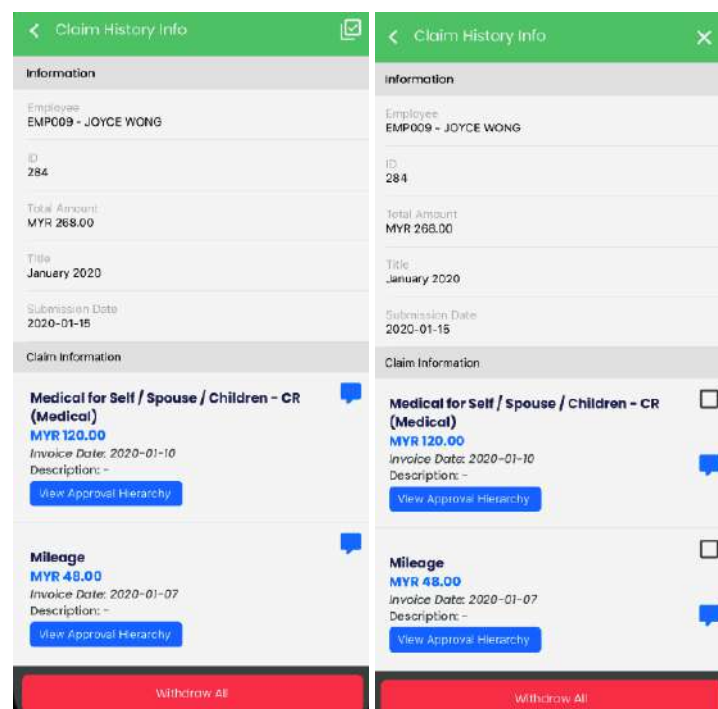 Claim History Info
Information
Employee
EMP009 - JOYCE WONG
ID
284
Total Amount
MYR 268.00
Title
January 2020
Submission Date
2020-01-15
Claim Information
Medical for Self / Spouse / Children - CR
(Medical)
MYR 120.00
Invoice Date: 2020-01-10
Description: -
View Approval Hierarchy
Mileage
MYR 48.00
Invoice Date: 2020-01-07
Description: -
View Approval Hierarchy
Withdraw All
Claim History Info
Information
Employee
EMP009 - JOYCE WONG
ID
284
Total Amount
MYR 268.00
Title
January 2020
Submission Date
2020-01-15
Claim Information
Medical for Self / Spouse / Children - CR
(Medical)
MYR 120.00
Invoice Date: 2020-01-10
Description: -
View Approval Hierarchy
Mileage
MYR 48.00
Invoice Date: 2020-01-07
Description: -
View Approval Hierarchy
Withdraw All